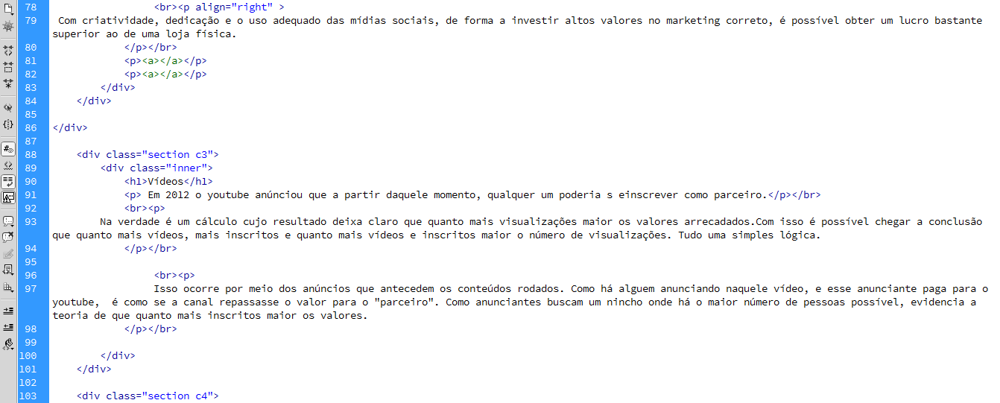 78 <br><p align="right" >
79 Com criatividade, dedicação e o uso adequado das mídias sociais, de forma a investir altos valores no marketing correto, é possível obter um lucro bastante
superior ao de uma loja física.
80 </p></br>
81 <p><a></a></p>
82 <p><a></a></p>
83 </div>
84 </div>
85
86 </div>
87
88 <div class="section c3">
89 <div class="inner">
90 <h1>Vídeos</h1>
91 <p> Em 2012 o youtube anúnciou que a partir daquele momento, qualquer um poderia s einscrever como parceiro.</p></br>
92 <br><p>
93 Na verdade é um cálculo cujo resultado deixa claro que quanto mais visualizações maior os valores arrecadados.Com isso é possível chegar a conclusão
que quanto mais vídeos, mais inscritos e quanto mais vídeos e inscritos maior o número de visualizações. Tudo uma simples lógica.
94 </p></br>
95
96 <br><p>
97 Isso ocorre por meio dos anúncios que antecedem os conteúdos rodados. Como há alguem anunciando naquele vídeo, e esse anunciante paga para o
youtube, é como se a canal repassasse o valor para o "parceiro". Como anunciantes buscam um nincho onde há o maior número de pessoas possível, evidencia a
teoria de que quanto mais inscritos maior os valores.
98 </p></br>
99
100 </div>
101 </div>
102
103 <div class="section c4">